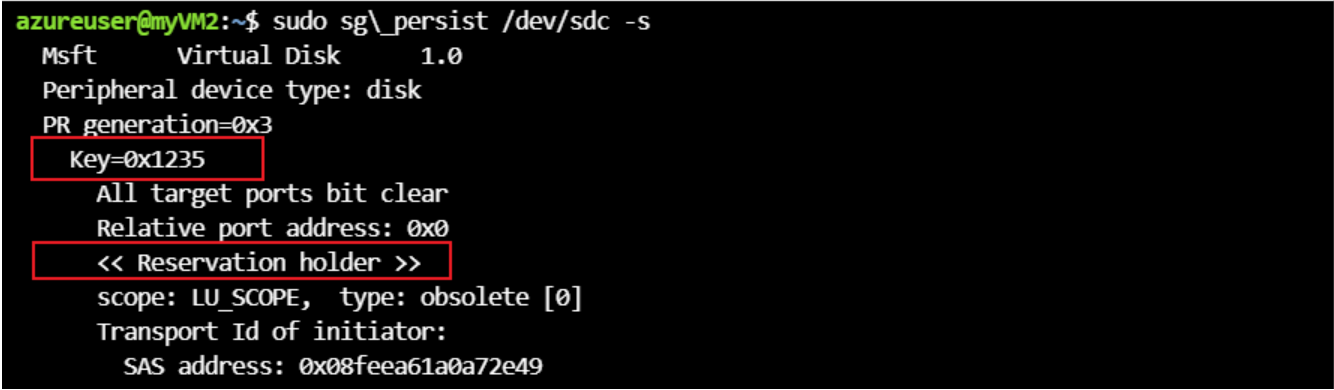 azureuser@myVM2:~$ sudo sg\_persist /dev/sdc -s
Msft Virtual Disk 1.0
Peripheral device type: disk
PR generation=0x3
Key=0x1235
All target ports bit clear
Relative port address: 0x0
<< Reservation holder >>
scope: LU_SCOPE, type: obsolete [0]
Transport Id of initiator:
SAS address: 0x08feea61a0a72e49